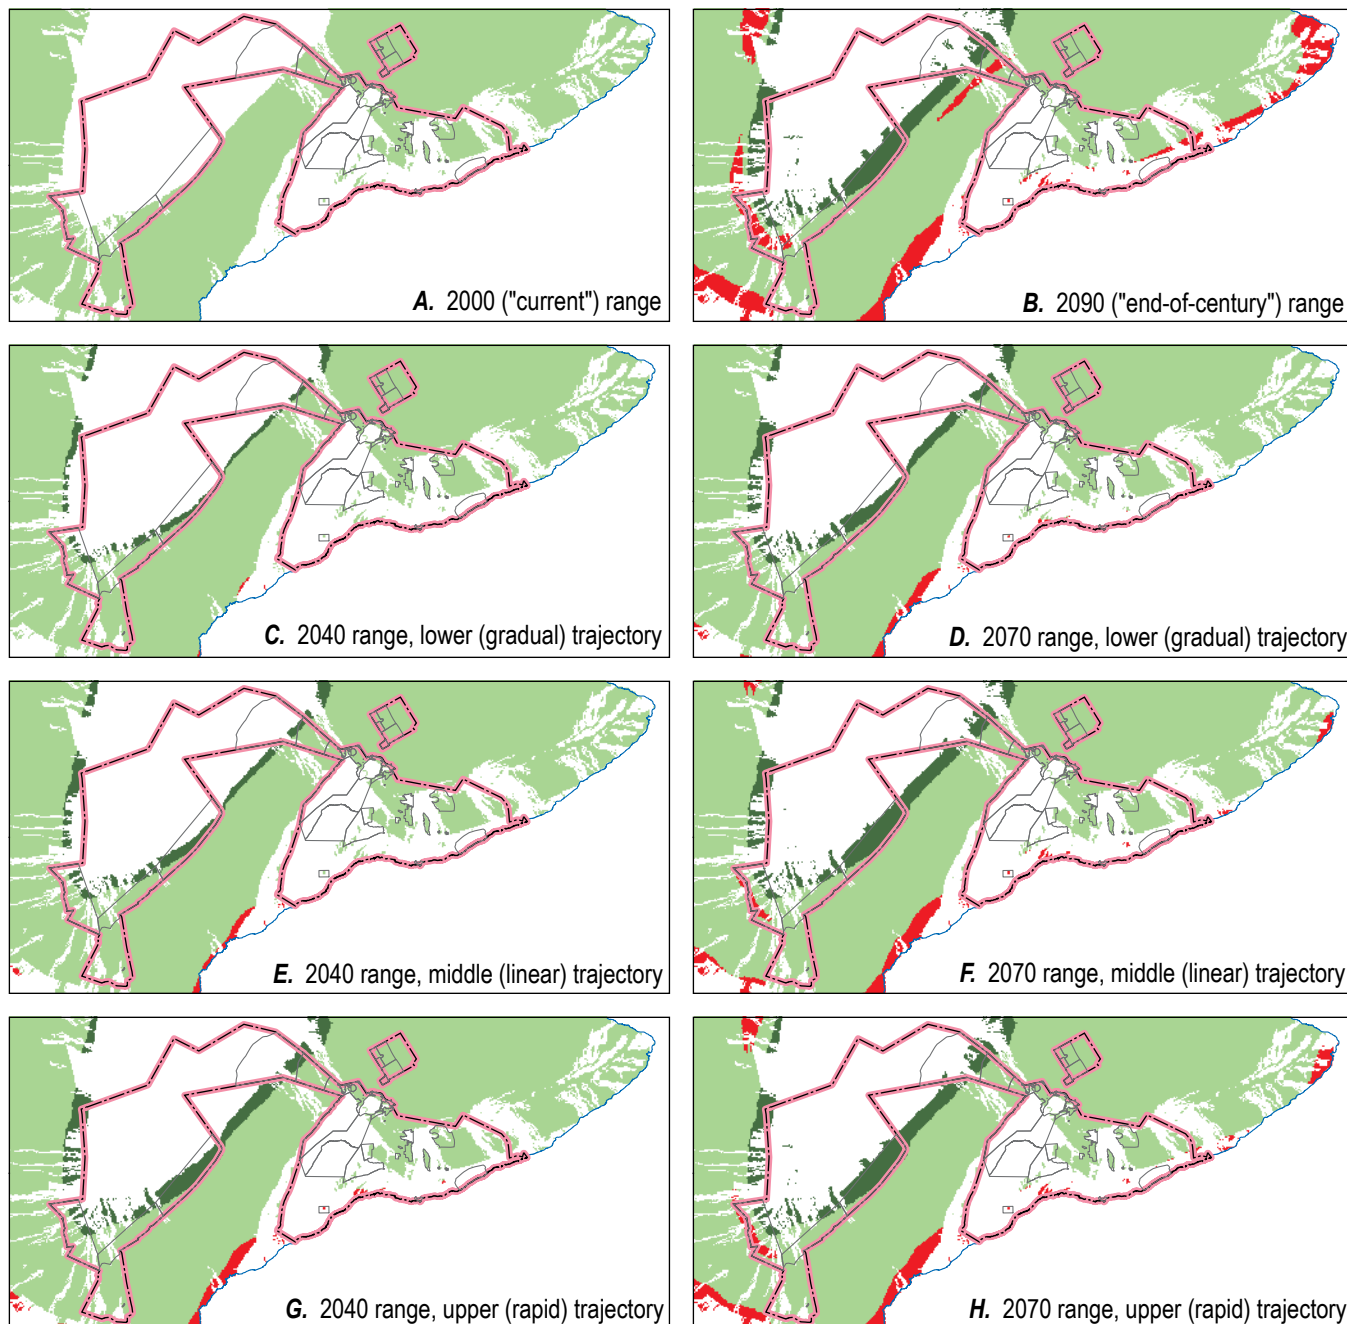 A. 2000 ("current") range
B. 2090 ("end-of-century") range
C. 2040 range, lower (gradual) trajectory
D. 2070 range, lower (gradual) trajectory
E. 2040 range, middle (linear) trajectory
F. 2070 range, middle (linear) trajectory
G. 2040 range, upper (rapid) trajectory
H. 2070 range, upper (rapid) trajectory